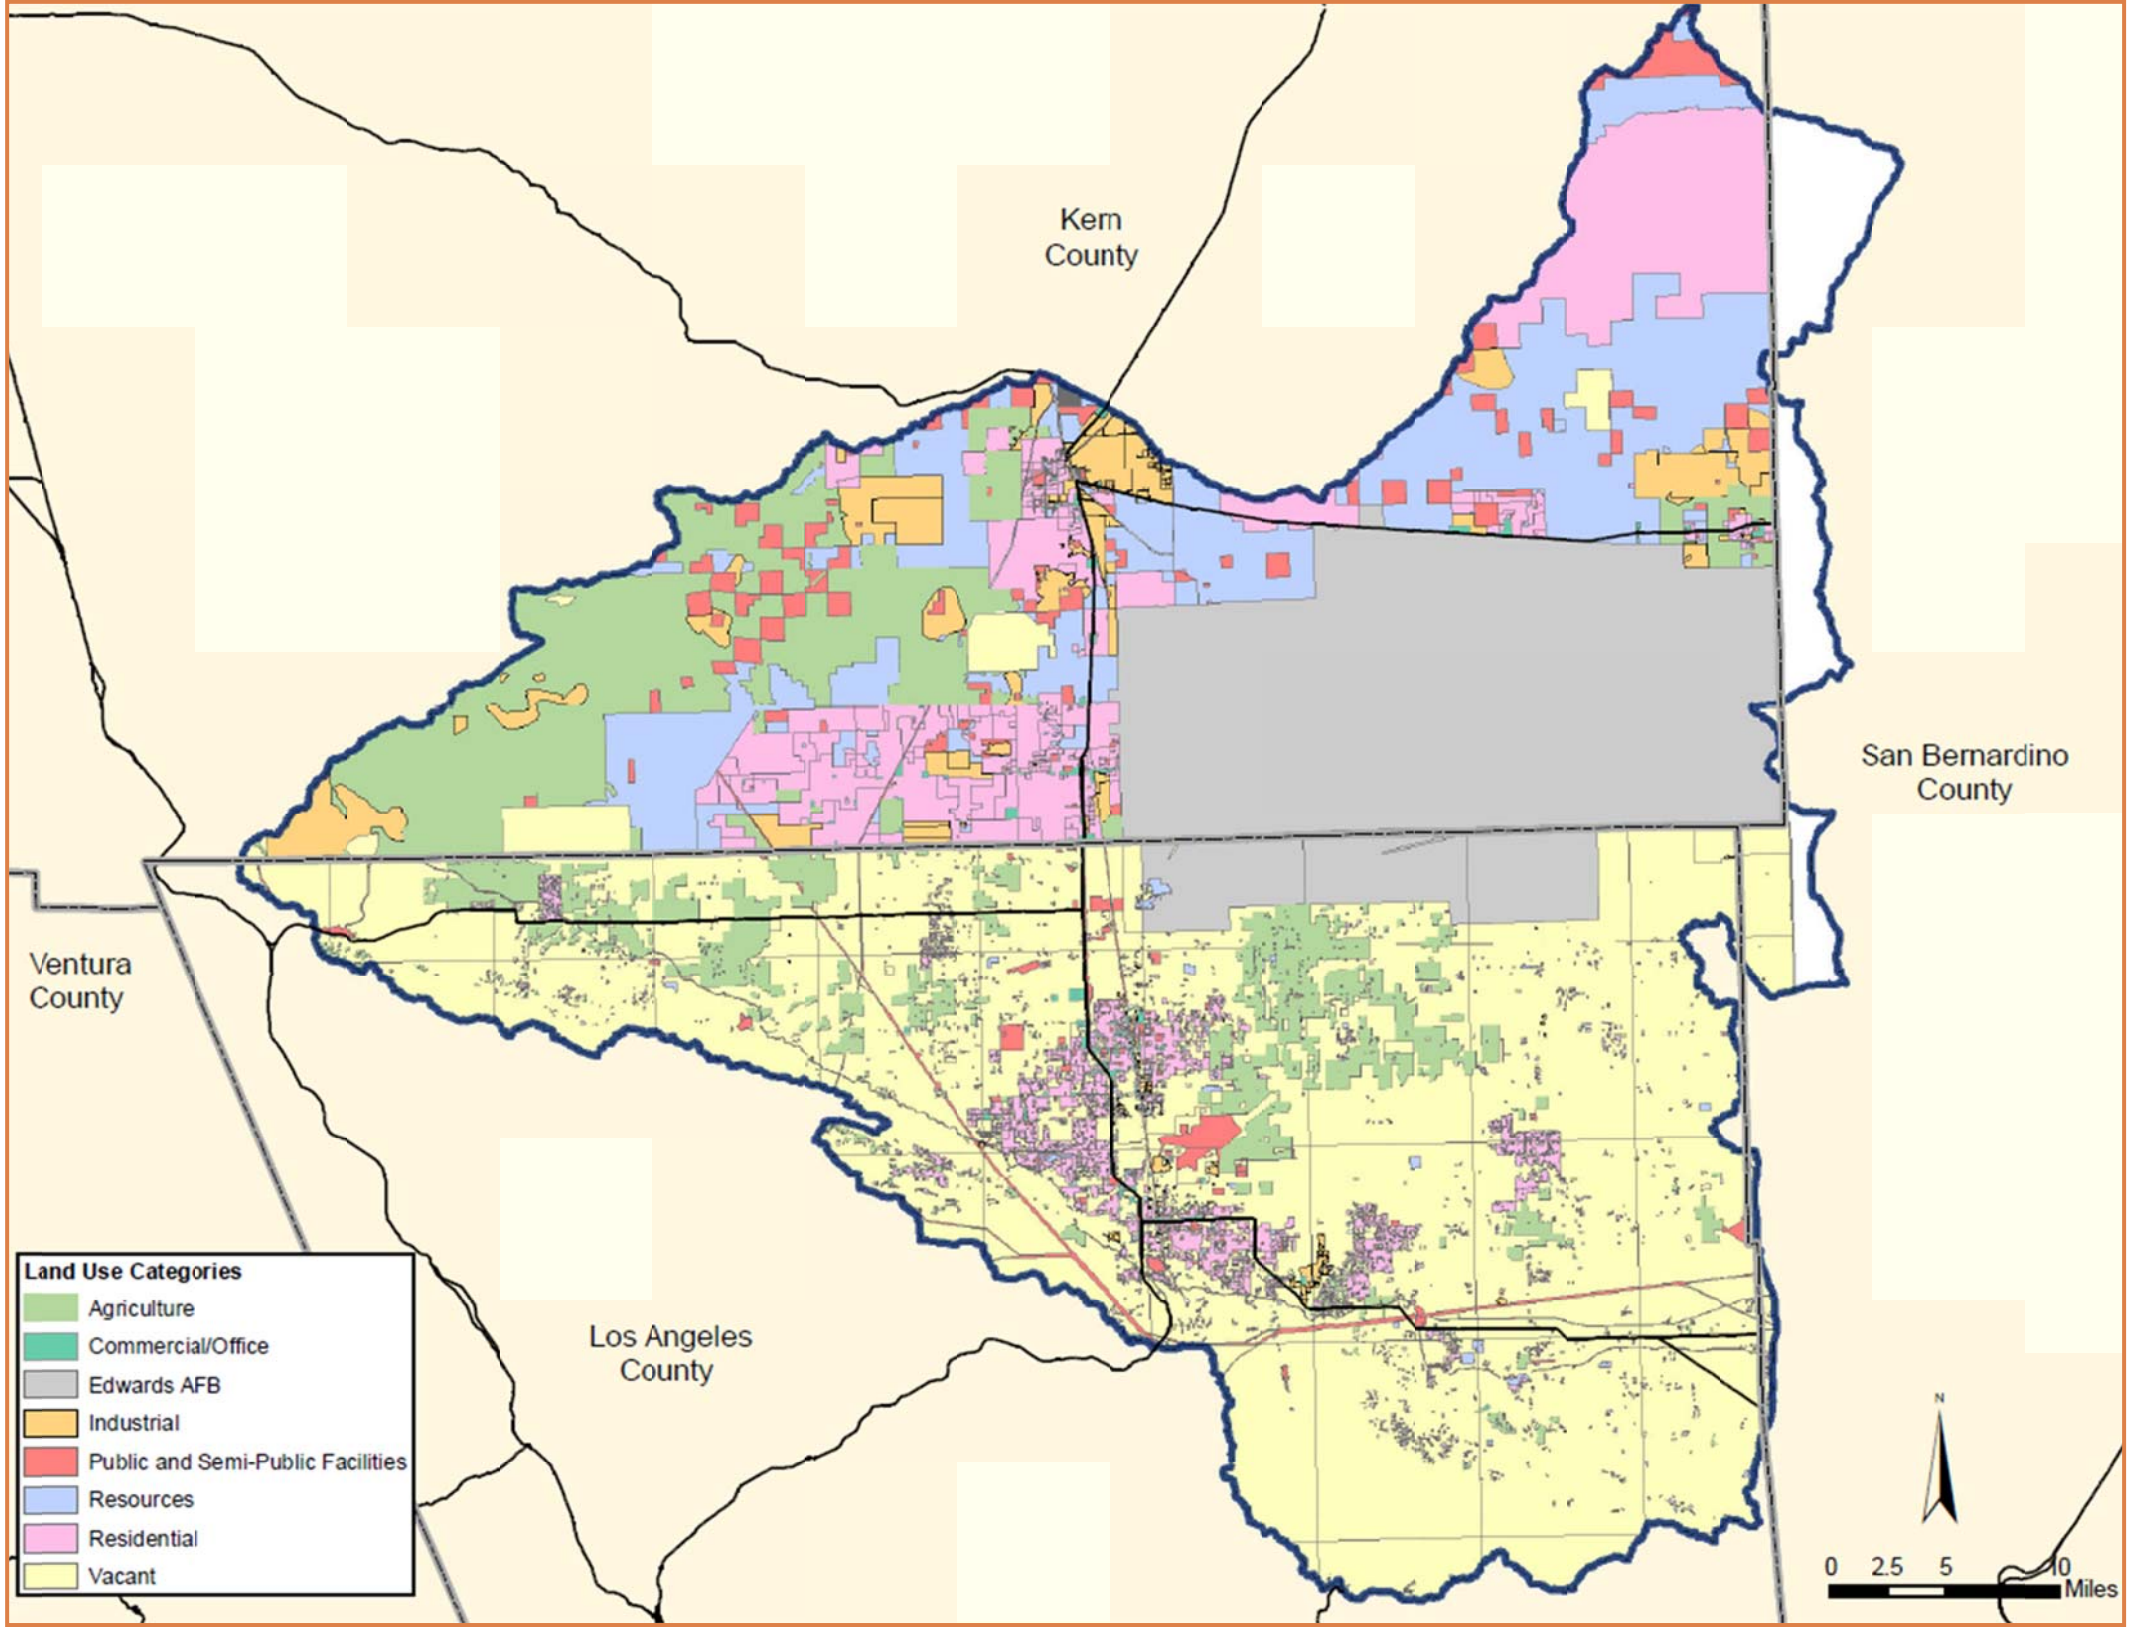 Kern
County
San Bernardino
County
Ventura
County
Los Angeles
County
Land Use Categories
Agriculture
Commercial/Office
Edwards AFB
Industrial
Public and Semi-Public Facilities
Resources
Residential
Vacant
N
0 2.5 5 10
Miles